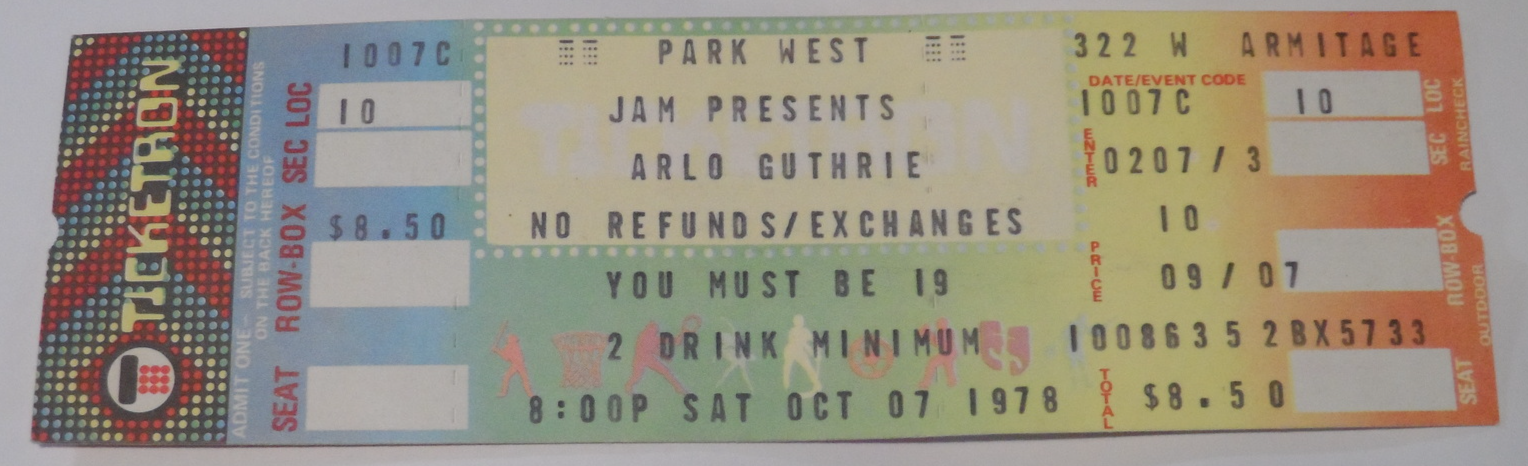 TICKETRON
ADMIT ONE - SUBJECT TO THE CONDITIONS
ON THE BACK HEREOF
1007C
LOC
10
SEC
ROW-BOX
$8.50
SEAT
PARK WEST
JAM PRESENTS
ARLO GUTHRIE
NO REFUNDS/EXCHANGES
YOU MUST BE 19
2 DRINK MINIMUM
8:00P SAT OCT 07 1978
322 W ARMITAGE
DATE/EVENT CODE
1007C 10
ENTER
0207/3
10
PRICE
09/07
1008635 2BX5733
TOTAL
$8.50
LOC
SEC
ROW-BOX
SEAT
RAINCHECK
OUTDOOR
TICKETRON